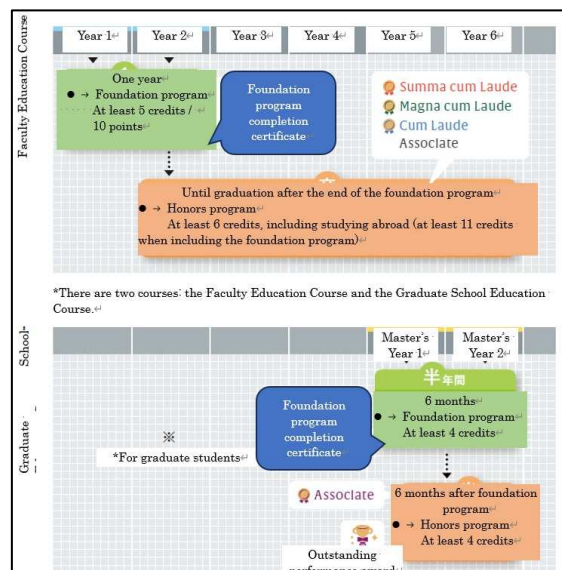 Faculty Education Course
Year 1 Year 2 Year 3 Year 4 Year 5 Year 6
One year
● → Foundation program
At least 5 credits /
10 points
Foundation
program
completion
certificate
Summa cum Laude
Magna cum Laude
Cum Laude
Associate
Until graduation after the end of the foundation program
● → Honors program
At least 6 credits, including studying abroad (at least 11 credits
when including the foundation program)
*There are two courses: the Faculty Education Course and the Graduate School Education
Course.
Graduate
School-
Master's
Year 1
Master's
Year 2
半年間
6 months
● → Foundation program
At least 4 credits
Foundation
program
completion
certificate
※
*For graduate students
Associate
6 months after foundation
program
● → Honors program
At least 4 credits
Outstanding
performance award